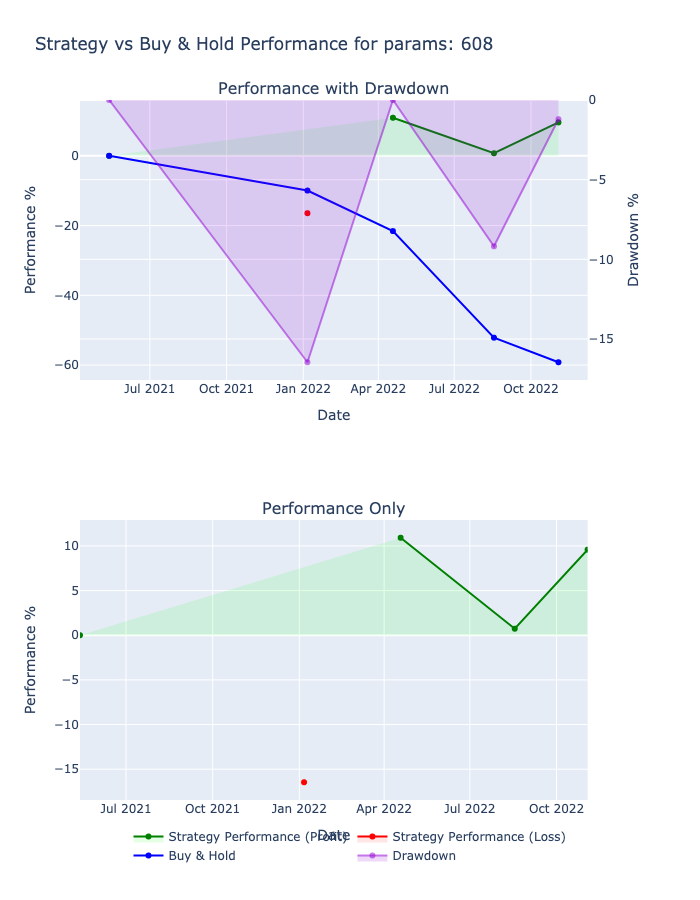 Strategy vs Buy & Hold Performance for params: 608
Performance with Drawdown
0
−20
−40
−60
Performance %
0
−5
−10
−15
Drawdown %
Jul 2021 Oct 2021 Jan 2022 Apr 2022 Jul 2022 Oct 2022
Date
Performance Only
10
5
0
−5
−10
−15
Performance %
Jul 2021 Oct 2021 Jan 2022 Apr 2022 Jul 2022 Oct 2022
Date
Strategy Performance (Profit) Strategy Performance (Loss)
Buy & Hold Drawdown